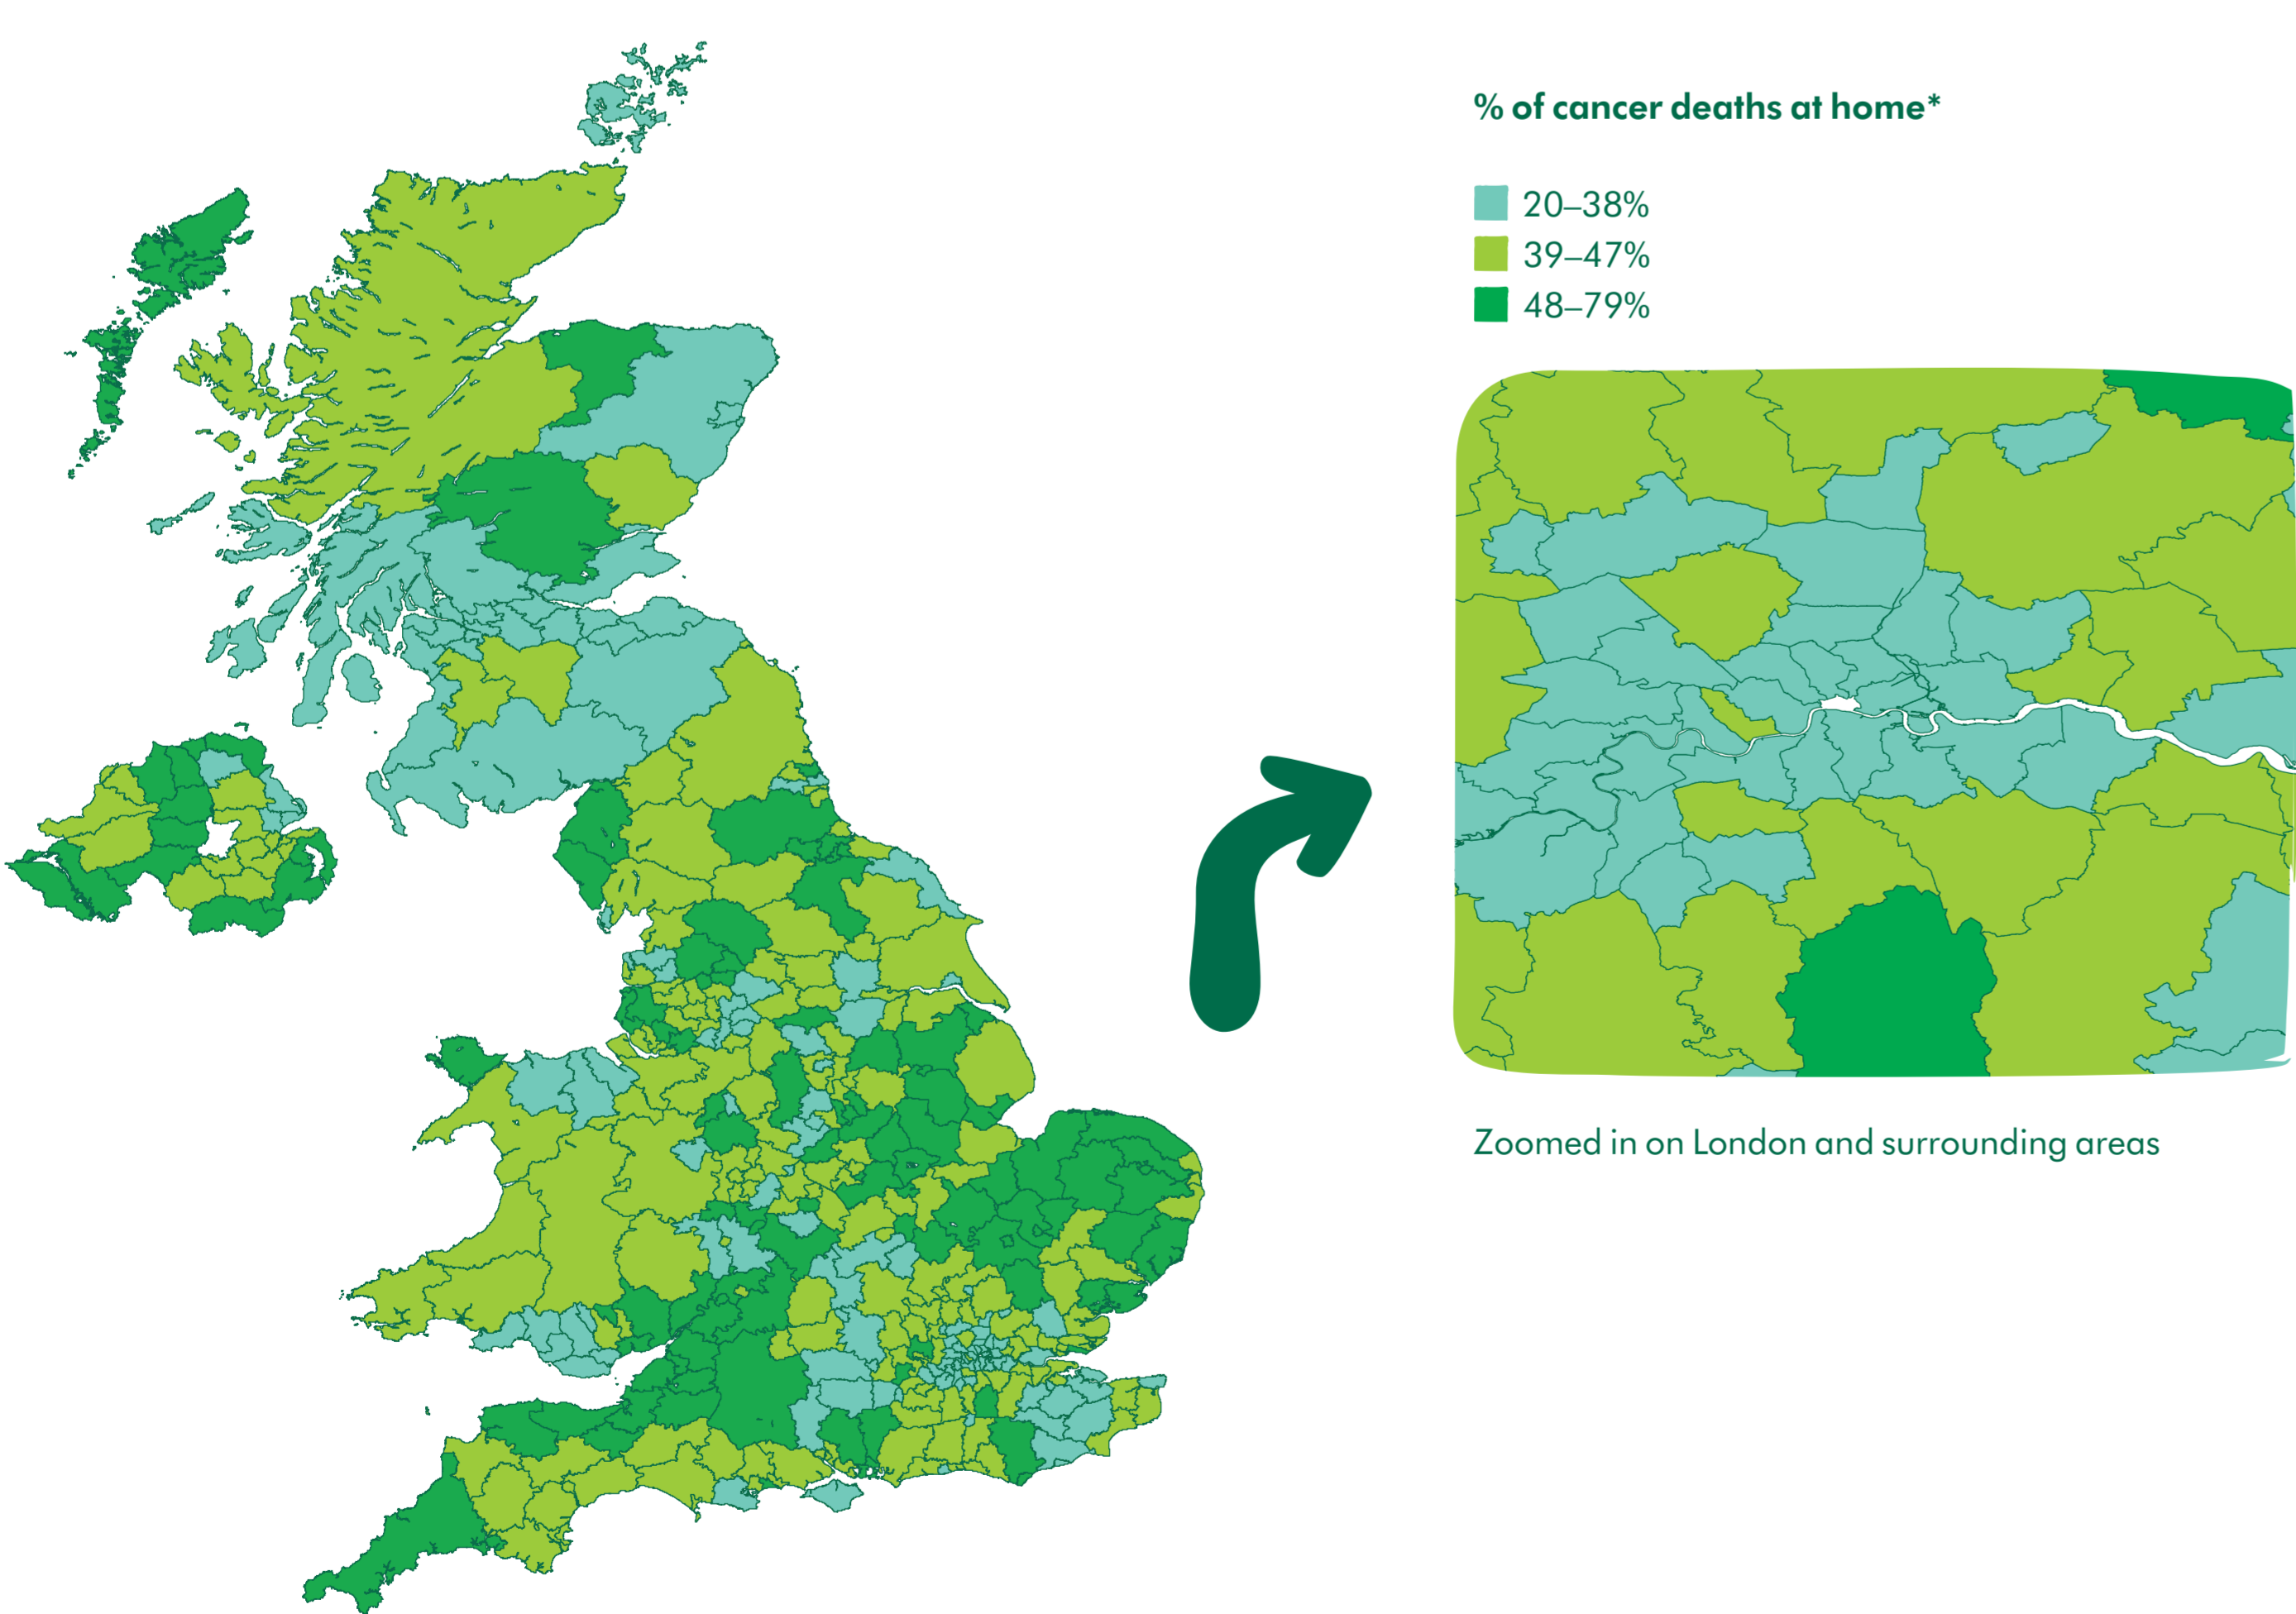 % of cancer deaths at home*
20–38%
39–47%
48–79%
Zoomed in on London and surrounding areas